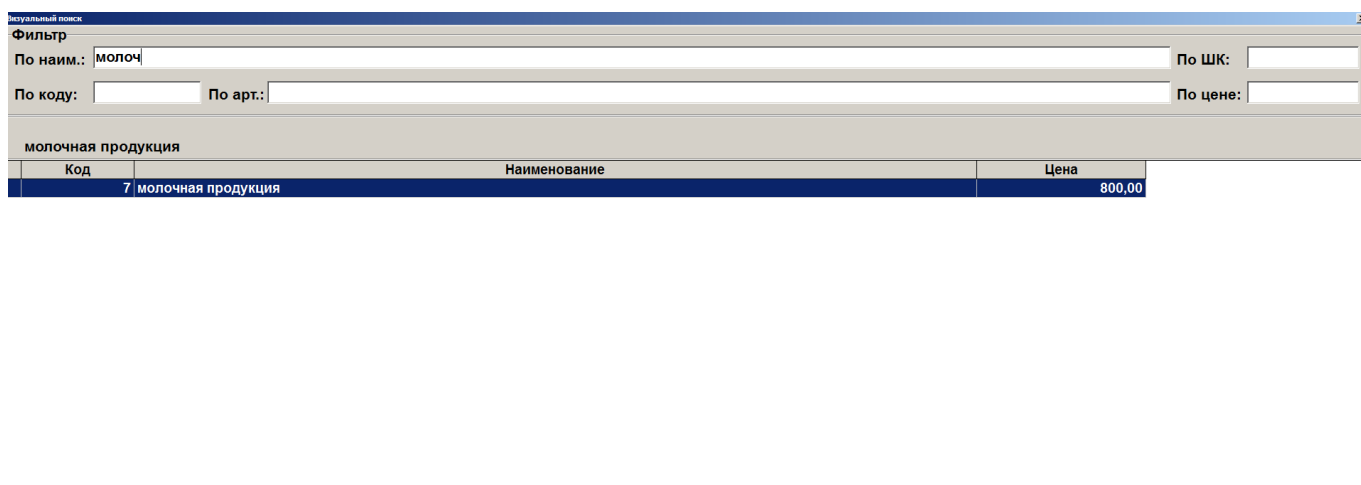 Визуальный поиск
Фильтр
По наим.: молоч По ШК:
По коду: По арт.: По цене:
молочная продукция
Код Наименование Цена
7 молочная продукция 800,00